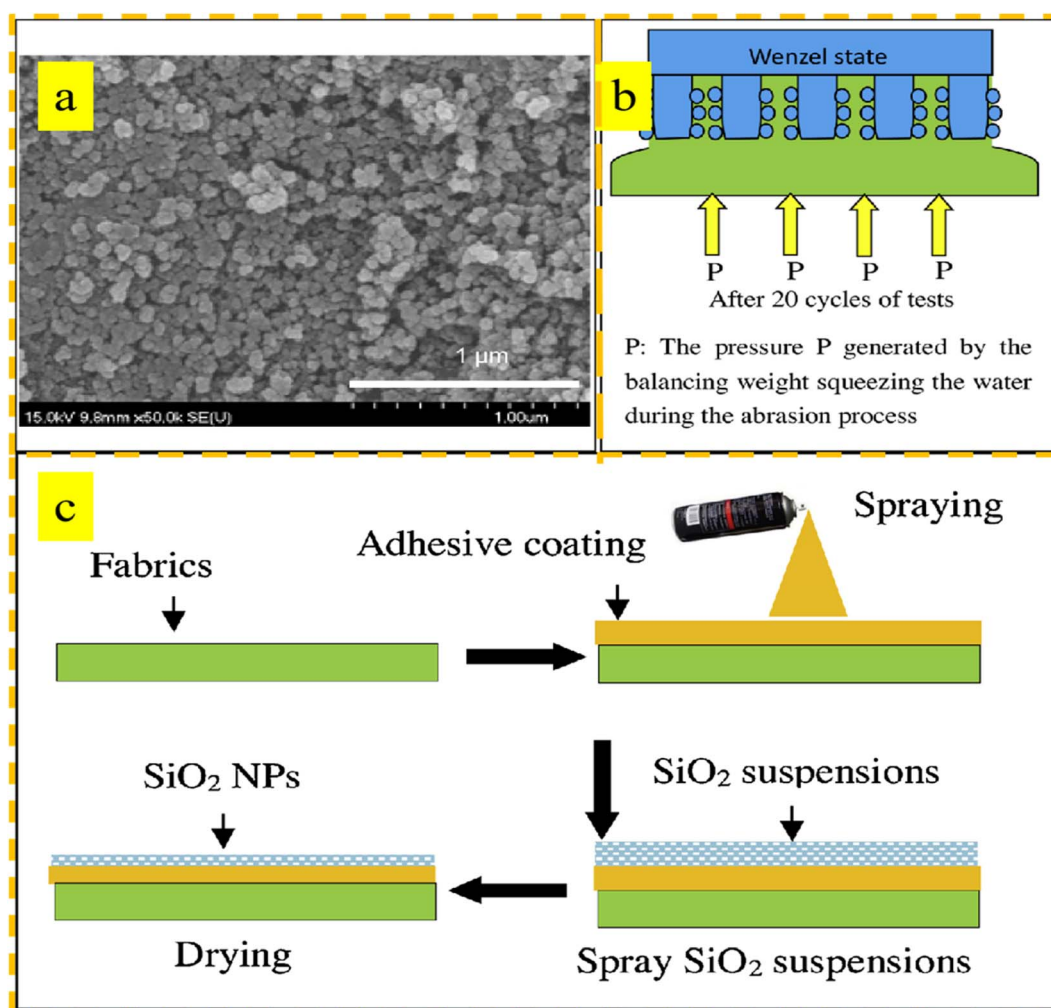 a
1 μm
15.0kV 9.8mm x50.0k SE(U)
1.00um
b
Wenzel state
P P P P
After 20 cycles of tests
P: The pressure P generated by the
balancing weight squeezing the water
during the abrasion process
c
Fabrics
Adhesive coating
Spraying
SiO₂ NPs
SiO₂ suspensions
Drying
Spray SiO₂ suspensions